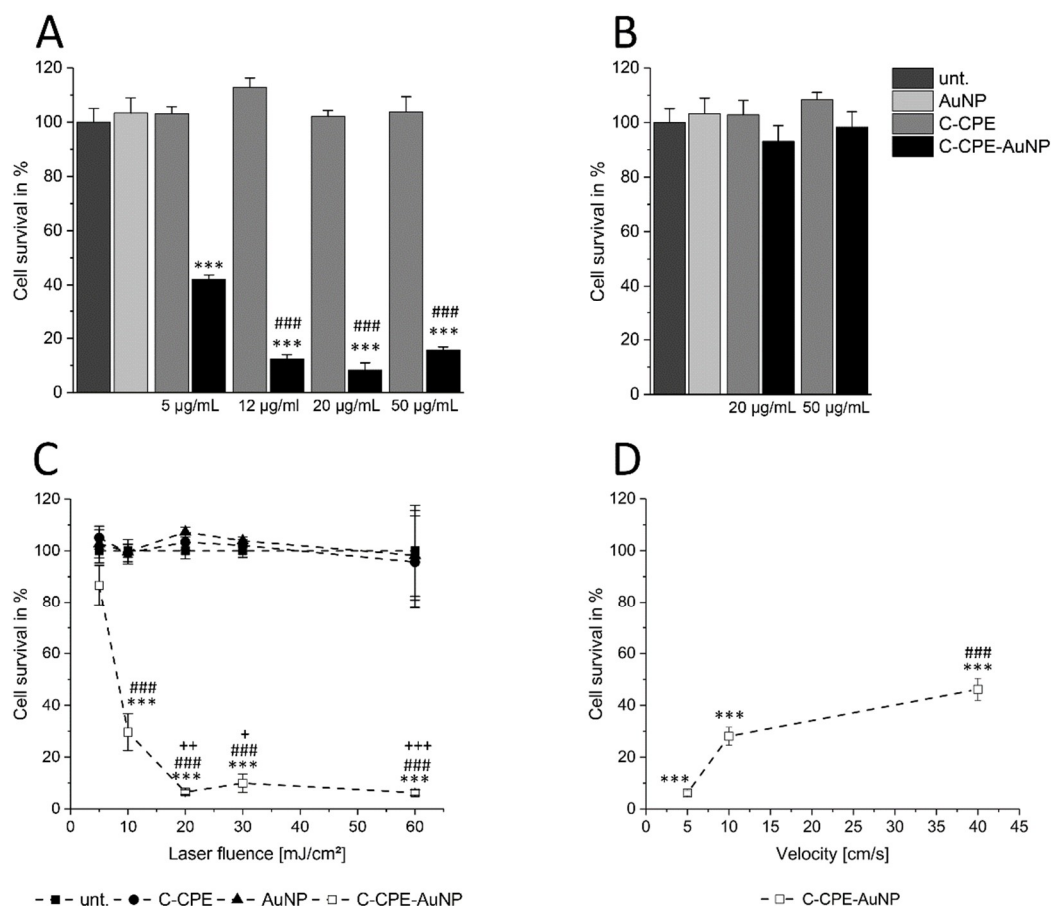 A
Cell survival in %
120
100
80
60
40
20
0
***
###
***
###
***
###
***
5 µg/mL 12 µg/ml 20 µg/mL 50 µg/mL
B
Cell survival in %
120
100
80
60
40
20
0
20 µg/mL 50 µg/mL
unt.
AuNP
C-CPE
C-CPE-AuNP
C
Cell survival in %
120
100
80
60
40
20
0
###
***
++
###
***
+
###
***
+++
###
***
0 10 20 30 40 50 60
Laser fluence [mJ/cm²]
unt. C-CPE AuNP C-CPE-AuNP
D
Cell survival in %
120
100
80
60
40
20
0
***
***
###
***
0 5 10 15 20 25 30 35 40 45
Velocity [cm/s]
C-CPE-AuNP